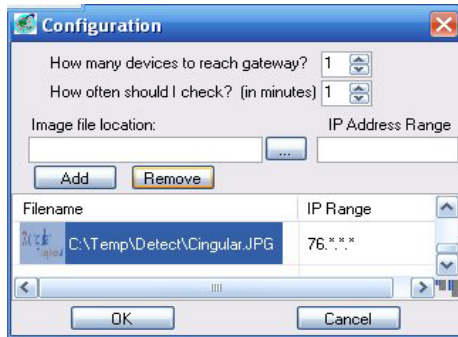 Configuration
How many devices to reach gateway? 1
How often should I check? (in minutes) 1
Image file location: IP Address Range
...
Add Remove
Filename IP Range
C:\Temp\Detect\Cingular.JPG 76.*.*.*
OK Cancel